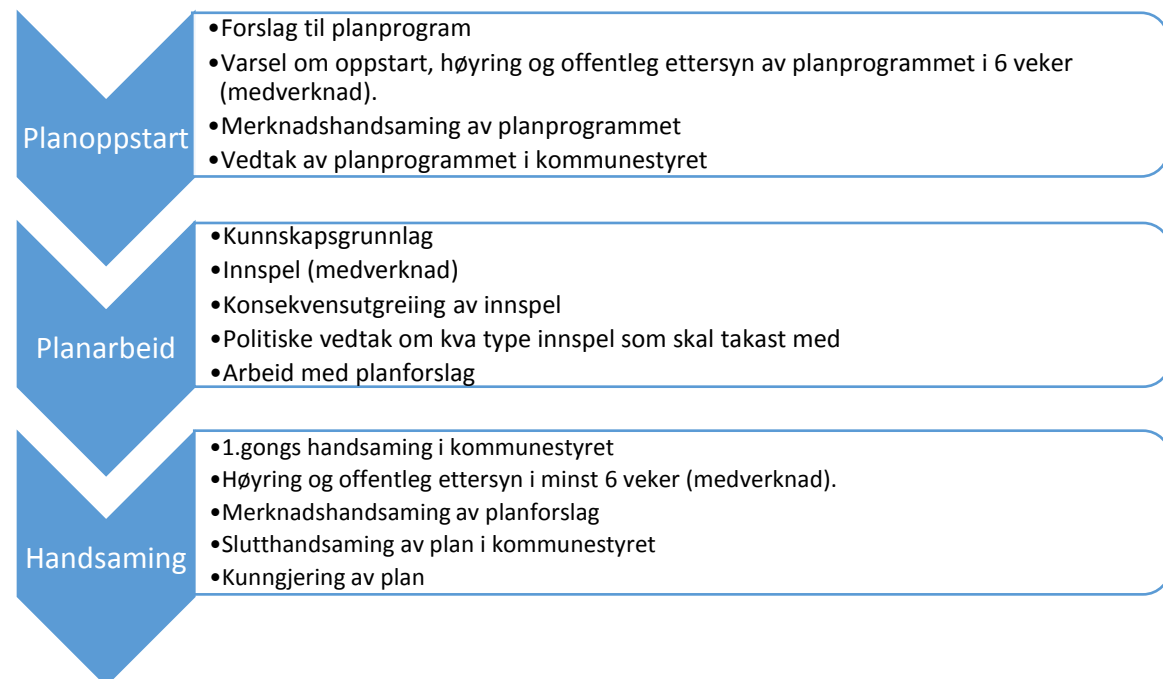 Planoppstart
•Forslag til planprogram
•Varsel om oppstart, høyring og offentleg ettersyn av planprogrammet i 6 veker
(medverknad).
•Merknadshandsaming av planprogrammet
•Vedtak av planprogrammet i kommunestyret
Planarbeid
•Kunnskapsgrunnlag
•Innspel (medverknad)
•Konsekvensutgreiing av innspel
•Politiske vedtak om kva type innspel som skal takast med
•Arbeid med planforslag
Handsaming
•1.gongs handsaming i kommunestyret
•Høyring og offentleg ettersyn i minst 6 veker (medverknad).
•Merknadshandsaming av planforslag
•Slutthandsaming av plan i kommunestyret
•Kunngjering av plan